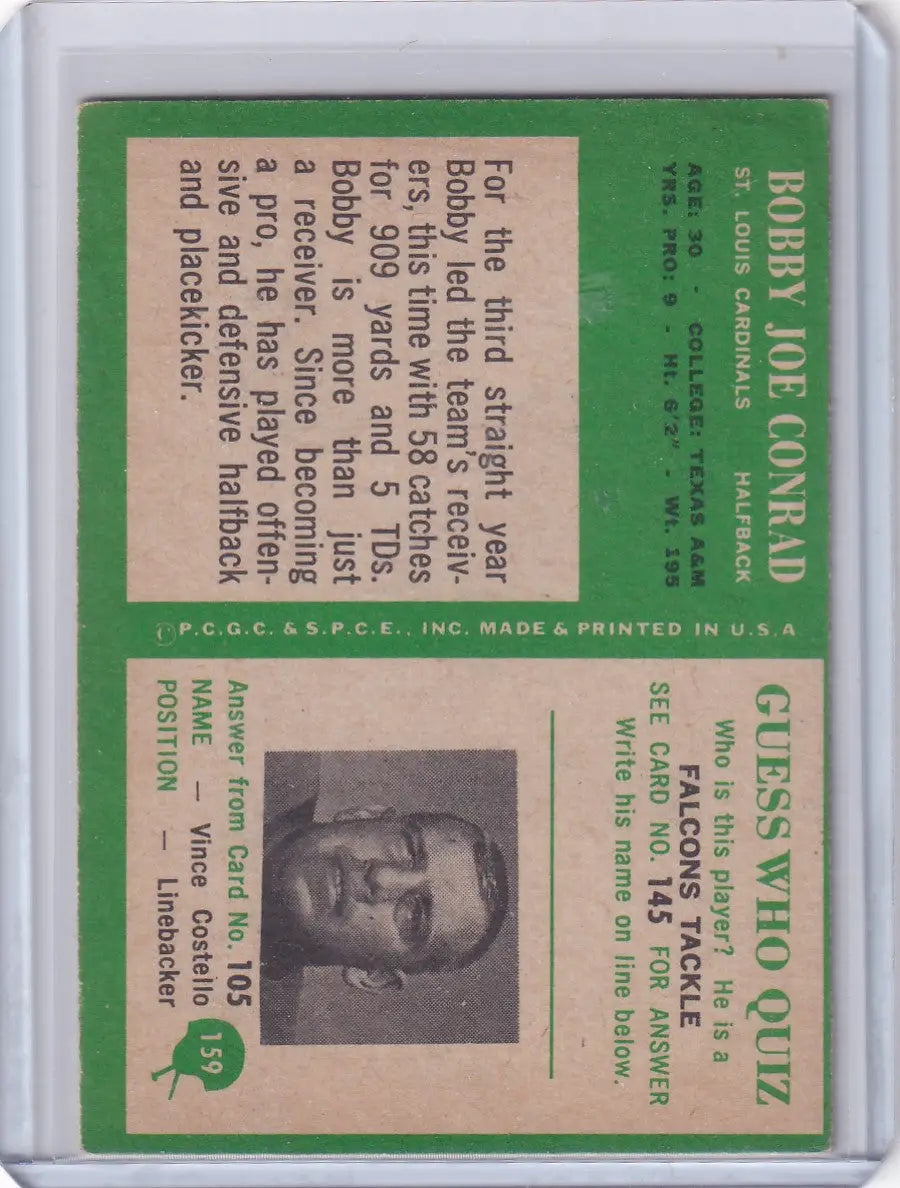 BOBBY JOE CONRAD
ST. LOUIS CARDINALS HALFBACK
AGE: 30 - COLLEGE: TEXAS A&M
YRS. PRO: 9 - Ht. 6'2" - Wt. 195
For the third straight year
Bobby led the team's receiv-
ers, this time with 58 catches
for 909 yards and 5 TDs.
Bobby is more than just
a receiver. Since becoming
a pro, he has played offen-
sive and defensive halfback
and placekicker.
©P.C.G.C. & S.P.C.E., INC. MADE & PRINTED IN U.S.A
GUESS WHO QUIZ
Who is this player? He is a
FALCONS TACKLE
SEE CARD NO. 145 FOR ANSWER
Write his name on line below.
Answer from Card No. 105
NAME — Vince Costello
POSITION — Linebacker
159